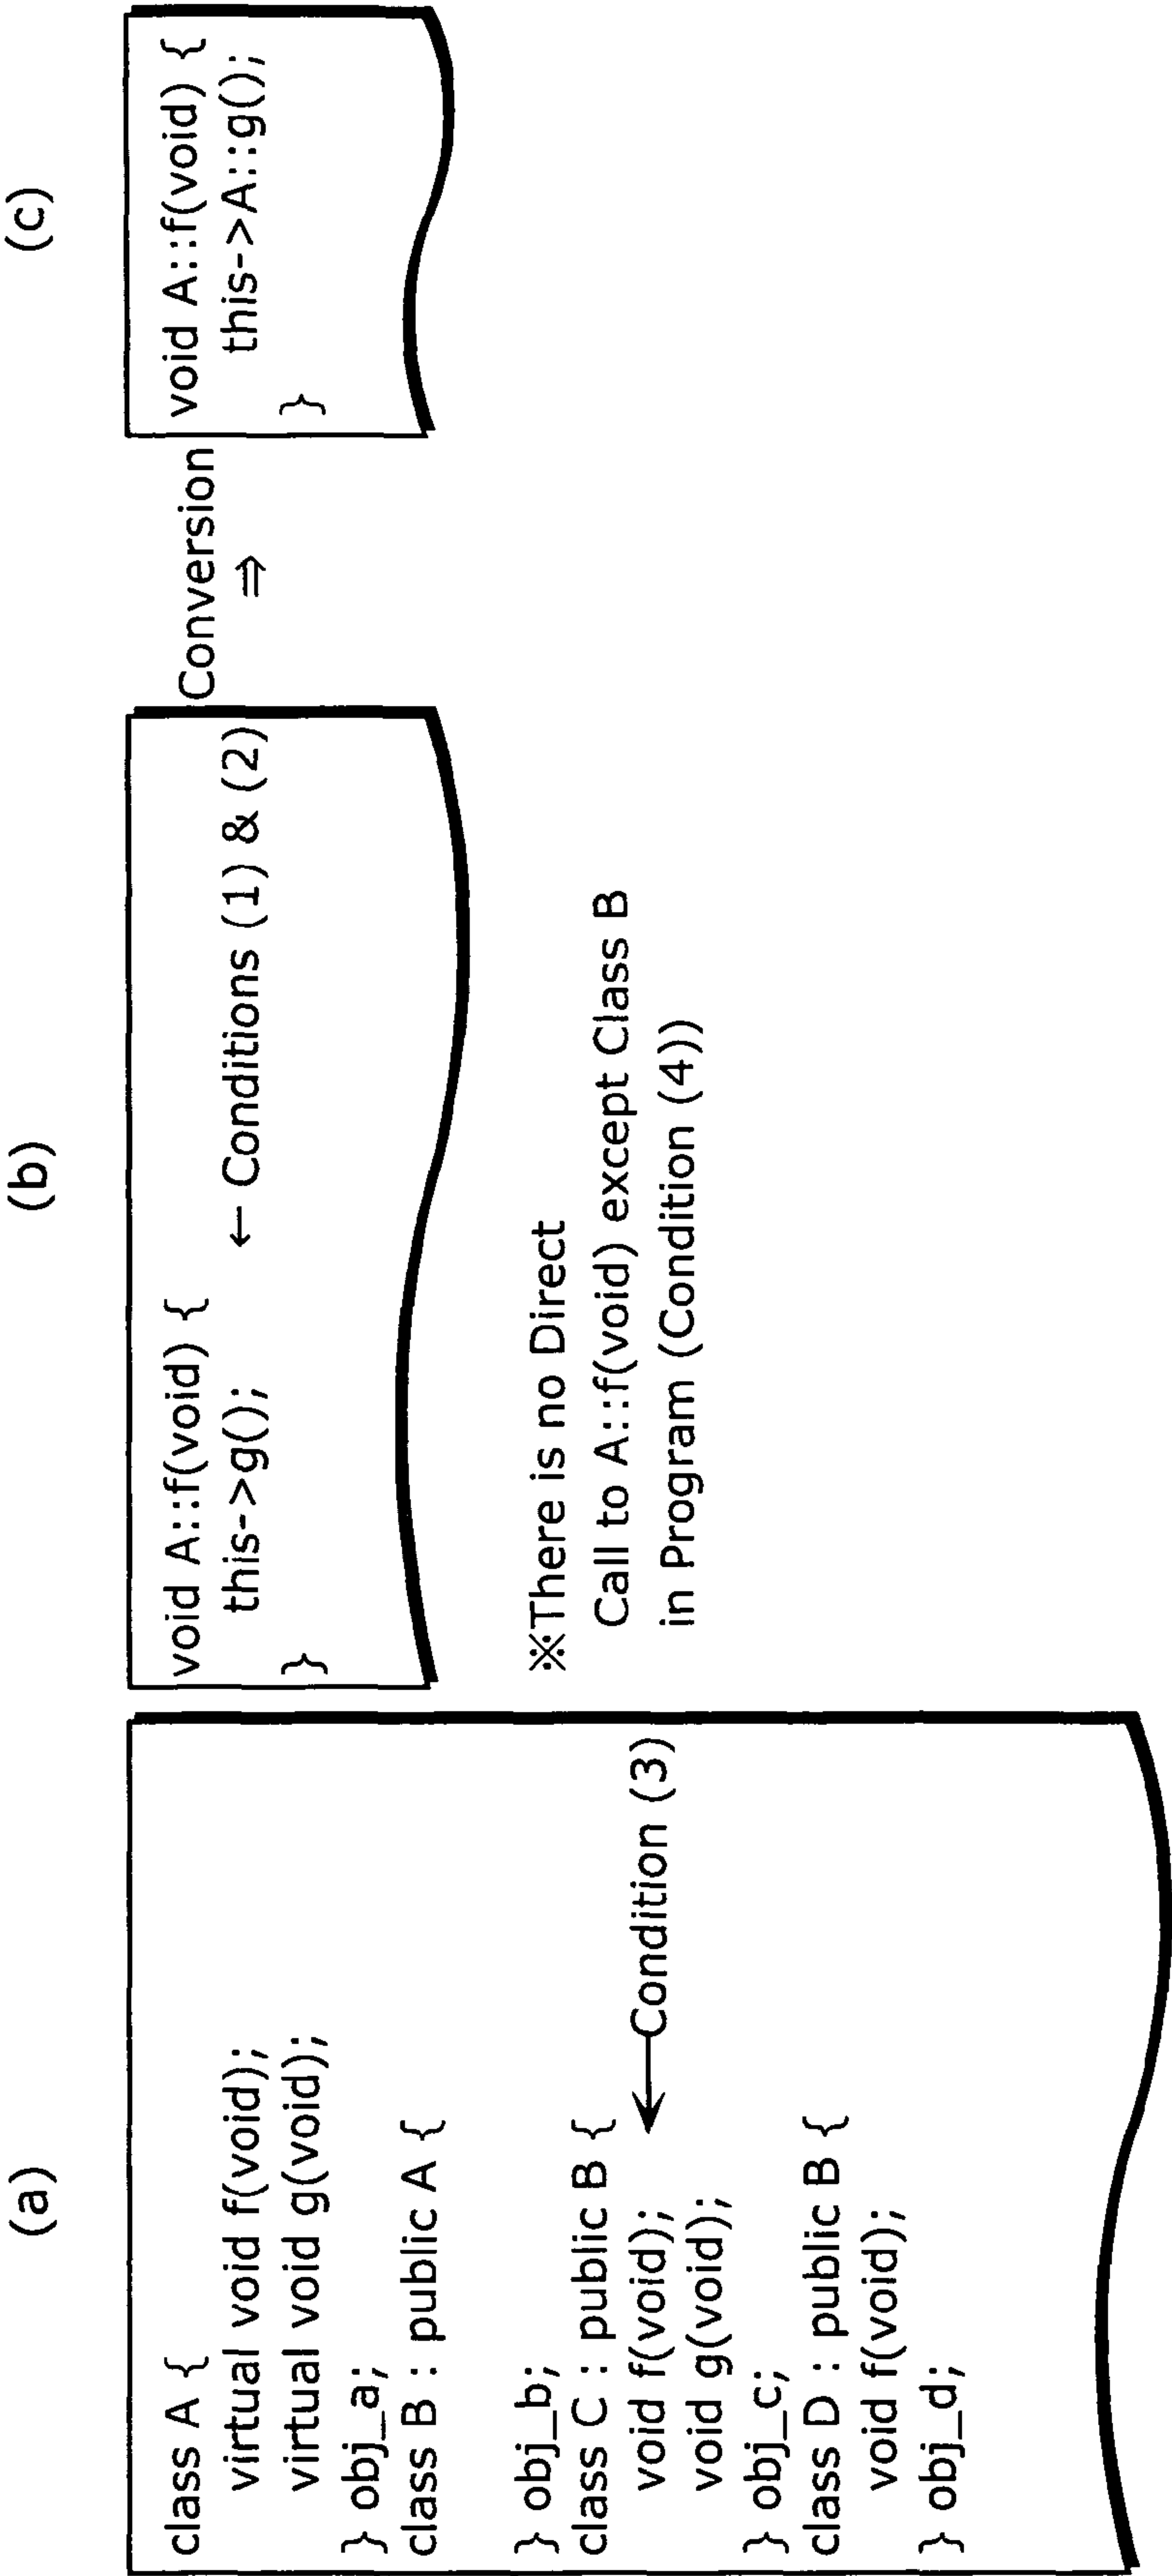 (a)
class A {
virtual void f(void);
virtual void g(void);
} obj_a;
class B : public A {
} obj_b;
class C : public B {
void f(void);
←Condition (3)
void g(void);
} obj_c;
class D : public B {
void f(void);
} obj_d;
(b)
void A::f(void) {
this->g(); ← Conditions (1) & (2)
}
※There is no Direct
Call to A::f(void) except Class B
in Program (Condition (4))
Conversion
⇒
(c)
void A::f(void) {
this->A::g();
}